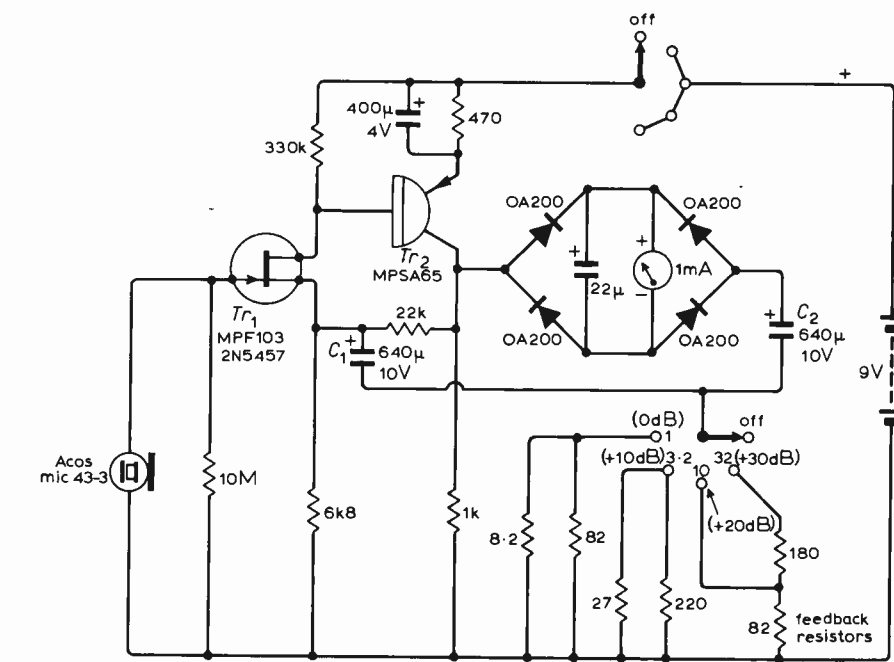 off
+
400μ
4V
+
470
330k
OA200
OA200
Tr2
MPSA65
+
22μ
+
−
1mA
Tr1
MPF103
2N5457
22k
C1
+
640μ
10V
OA200
OA200
+
C2
640μ
10V
9V
(0dB)
1
off
(+10dB)
3·2
10
32
(+30dB)
(+20dB)
Acos
mic 43-3
10M
6k8
1k
8·2
82
27
220
180
82
feedback
resistors